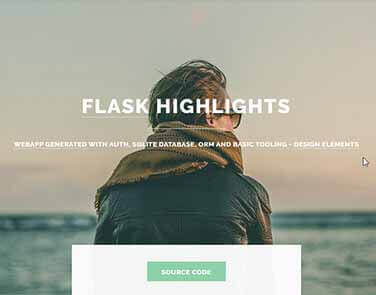 FLASK HIGHLIGHTS
WEBAPP GENERATED WITH AUTH, SQLITE DATABASE, ORM AND BASIC TOOLING - DESIGN ELEMENTS
SOURCE CODE